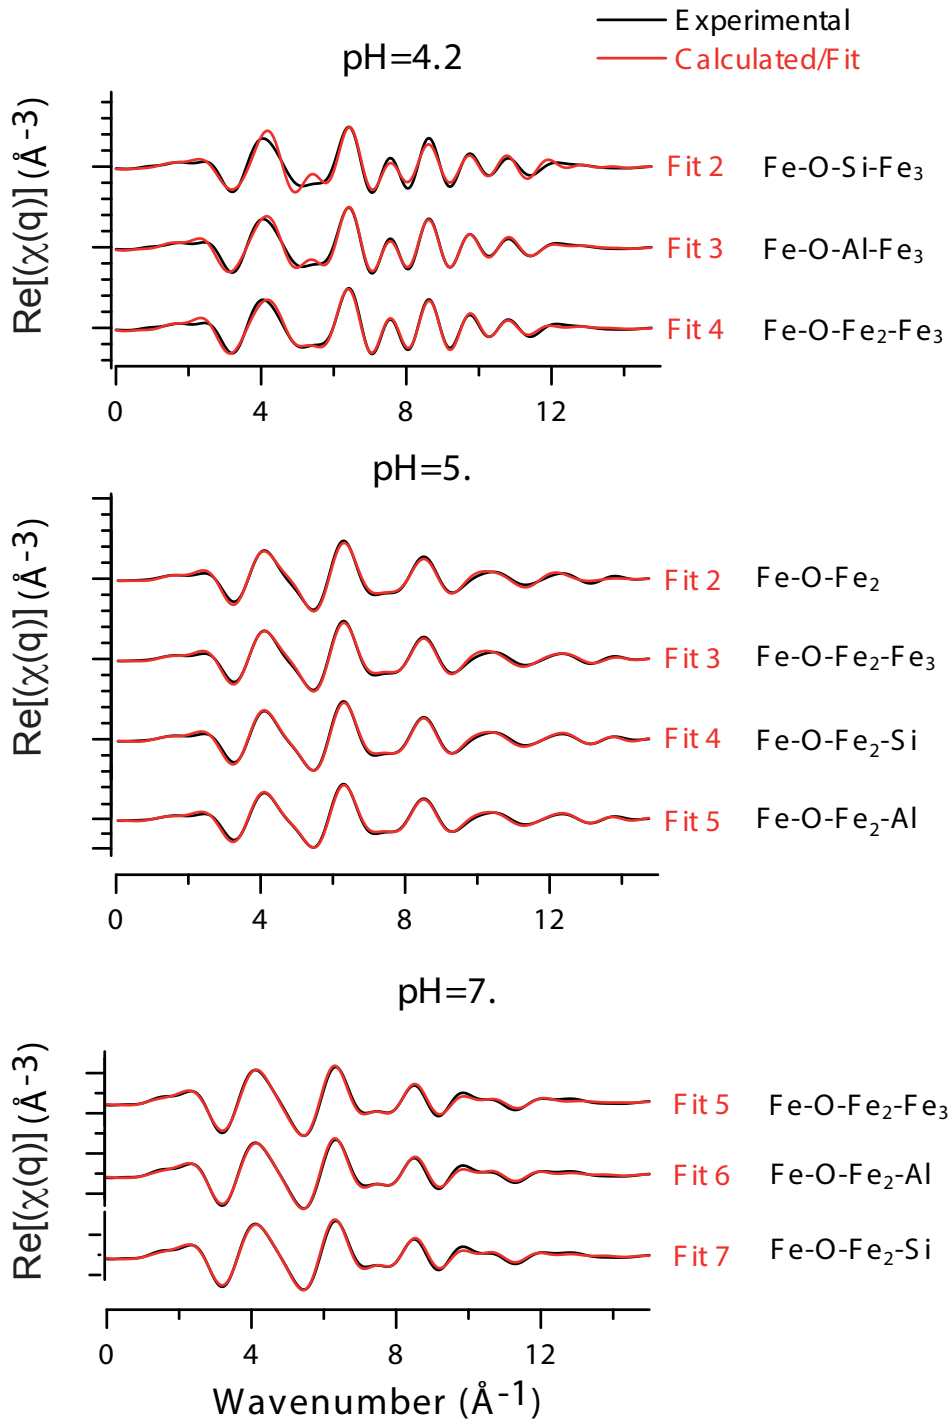 Experimental
Calculated/Fit
pH=4.2
Re[(χ(q)] (Å-3)
Fit 2 Fe-O-Si-Fe₃
Fit 3 Fe-O-Al-Fe₃
Fit 4 Fe-O-Fe₂-Fe₃
0 4 8 12
pH=5.
Re[(χ(q)] (Å-3)
Fit 2 Fe-O-Fe₂
Fit 3 Fe-O-Fe₂-Fe₃
Fit 4 Fe-O-Fe₂-Si
Fit 5 Fe-O-Fe₂-Al
0 4 8 12
pH=7.
Re[(χ(q)] (Å-3)
Fit 5 Fe-O-Fe₂-Fe₃
Fit 6 Fe-O-Fe₂-Al
Fit 7 Fe-O-Fe₂-Si
0 4 8 12
Wavenumber (Å-1)